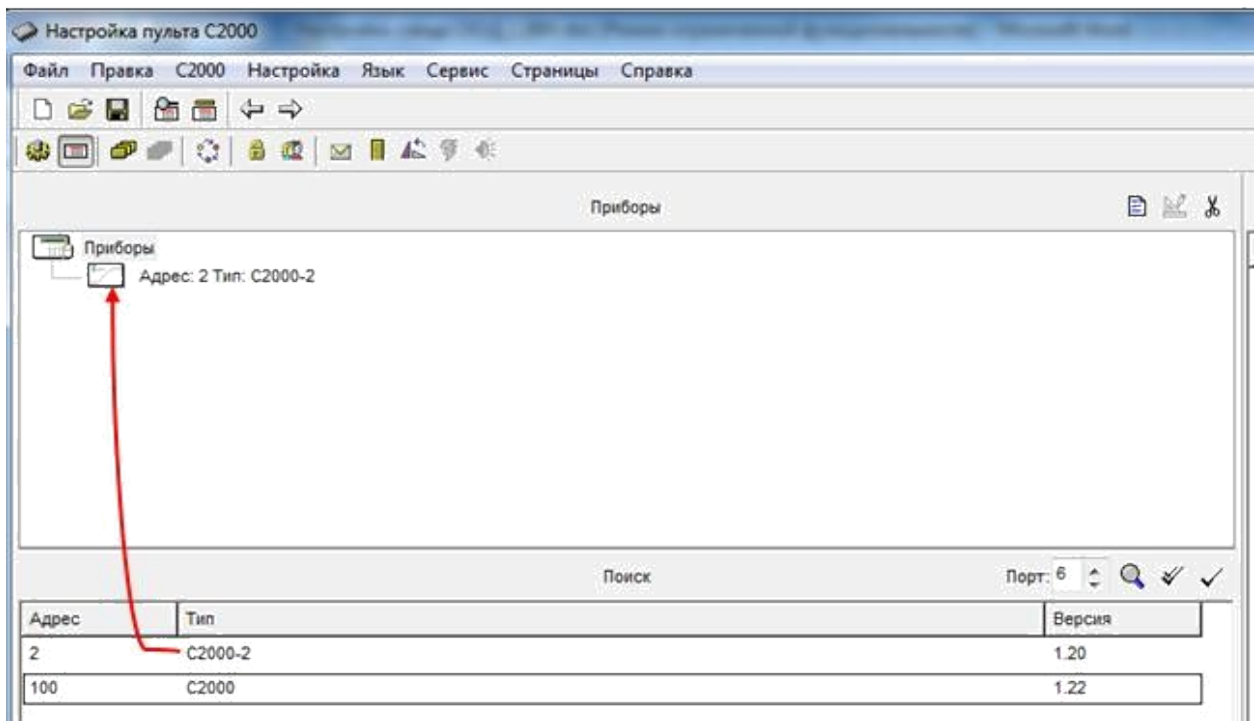 Настройка пульта С2000
Файл Правка С2000 Настройка Язык Сервис Страницы Справка
Приборы
Приборы
Адрес: 2 Тип: С2000-2
Поиск
Порт: 6
Адрес Тип Версия
2 С2000-2 1.20
100 С2000 1.22